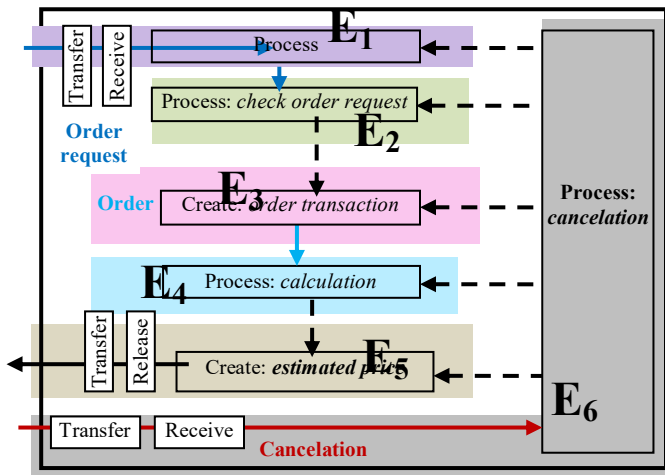 E1
Process
Transfer
Receive
Process: check order request
E2
Order
request
E3
Order
Create: order transaction
Process:
cancelation
Process: calculation
E4
Transfer
Release
E5
Create: estimated price
E6
Transfer
Receive
Cancelation